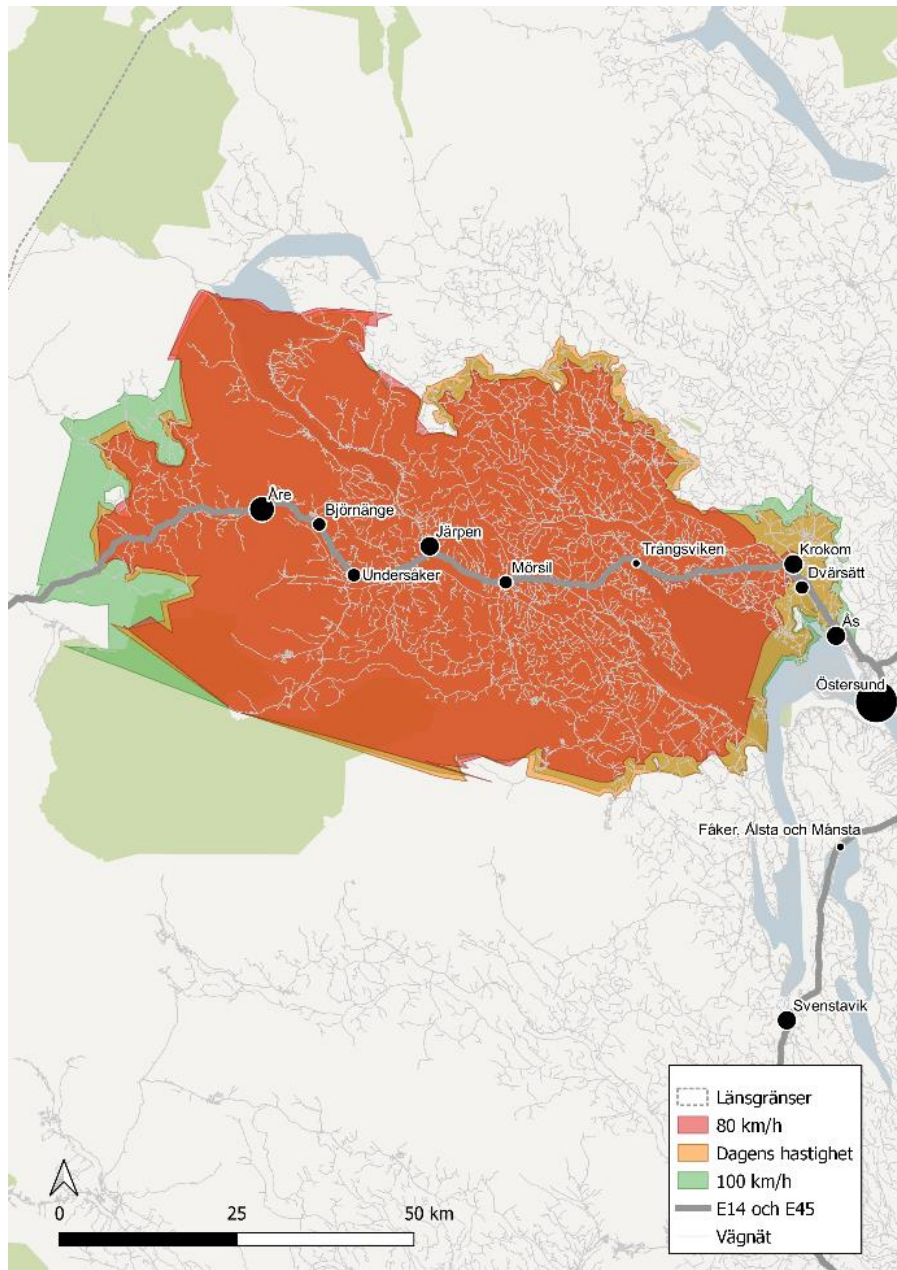 Åre
Björnänge
Järpen
Undersåker
Mörsil
Trångsviken
Krokom
Dvärsätt
Ås
Östersund
Fåker. Ålsta och Månsta
Svenstavik
Länsgränser
80 km/h
Dagens hastighet
100 km/h
E14 och E45
Vägnät
0 25 50 km